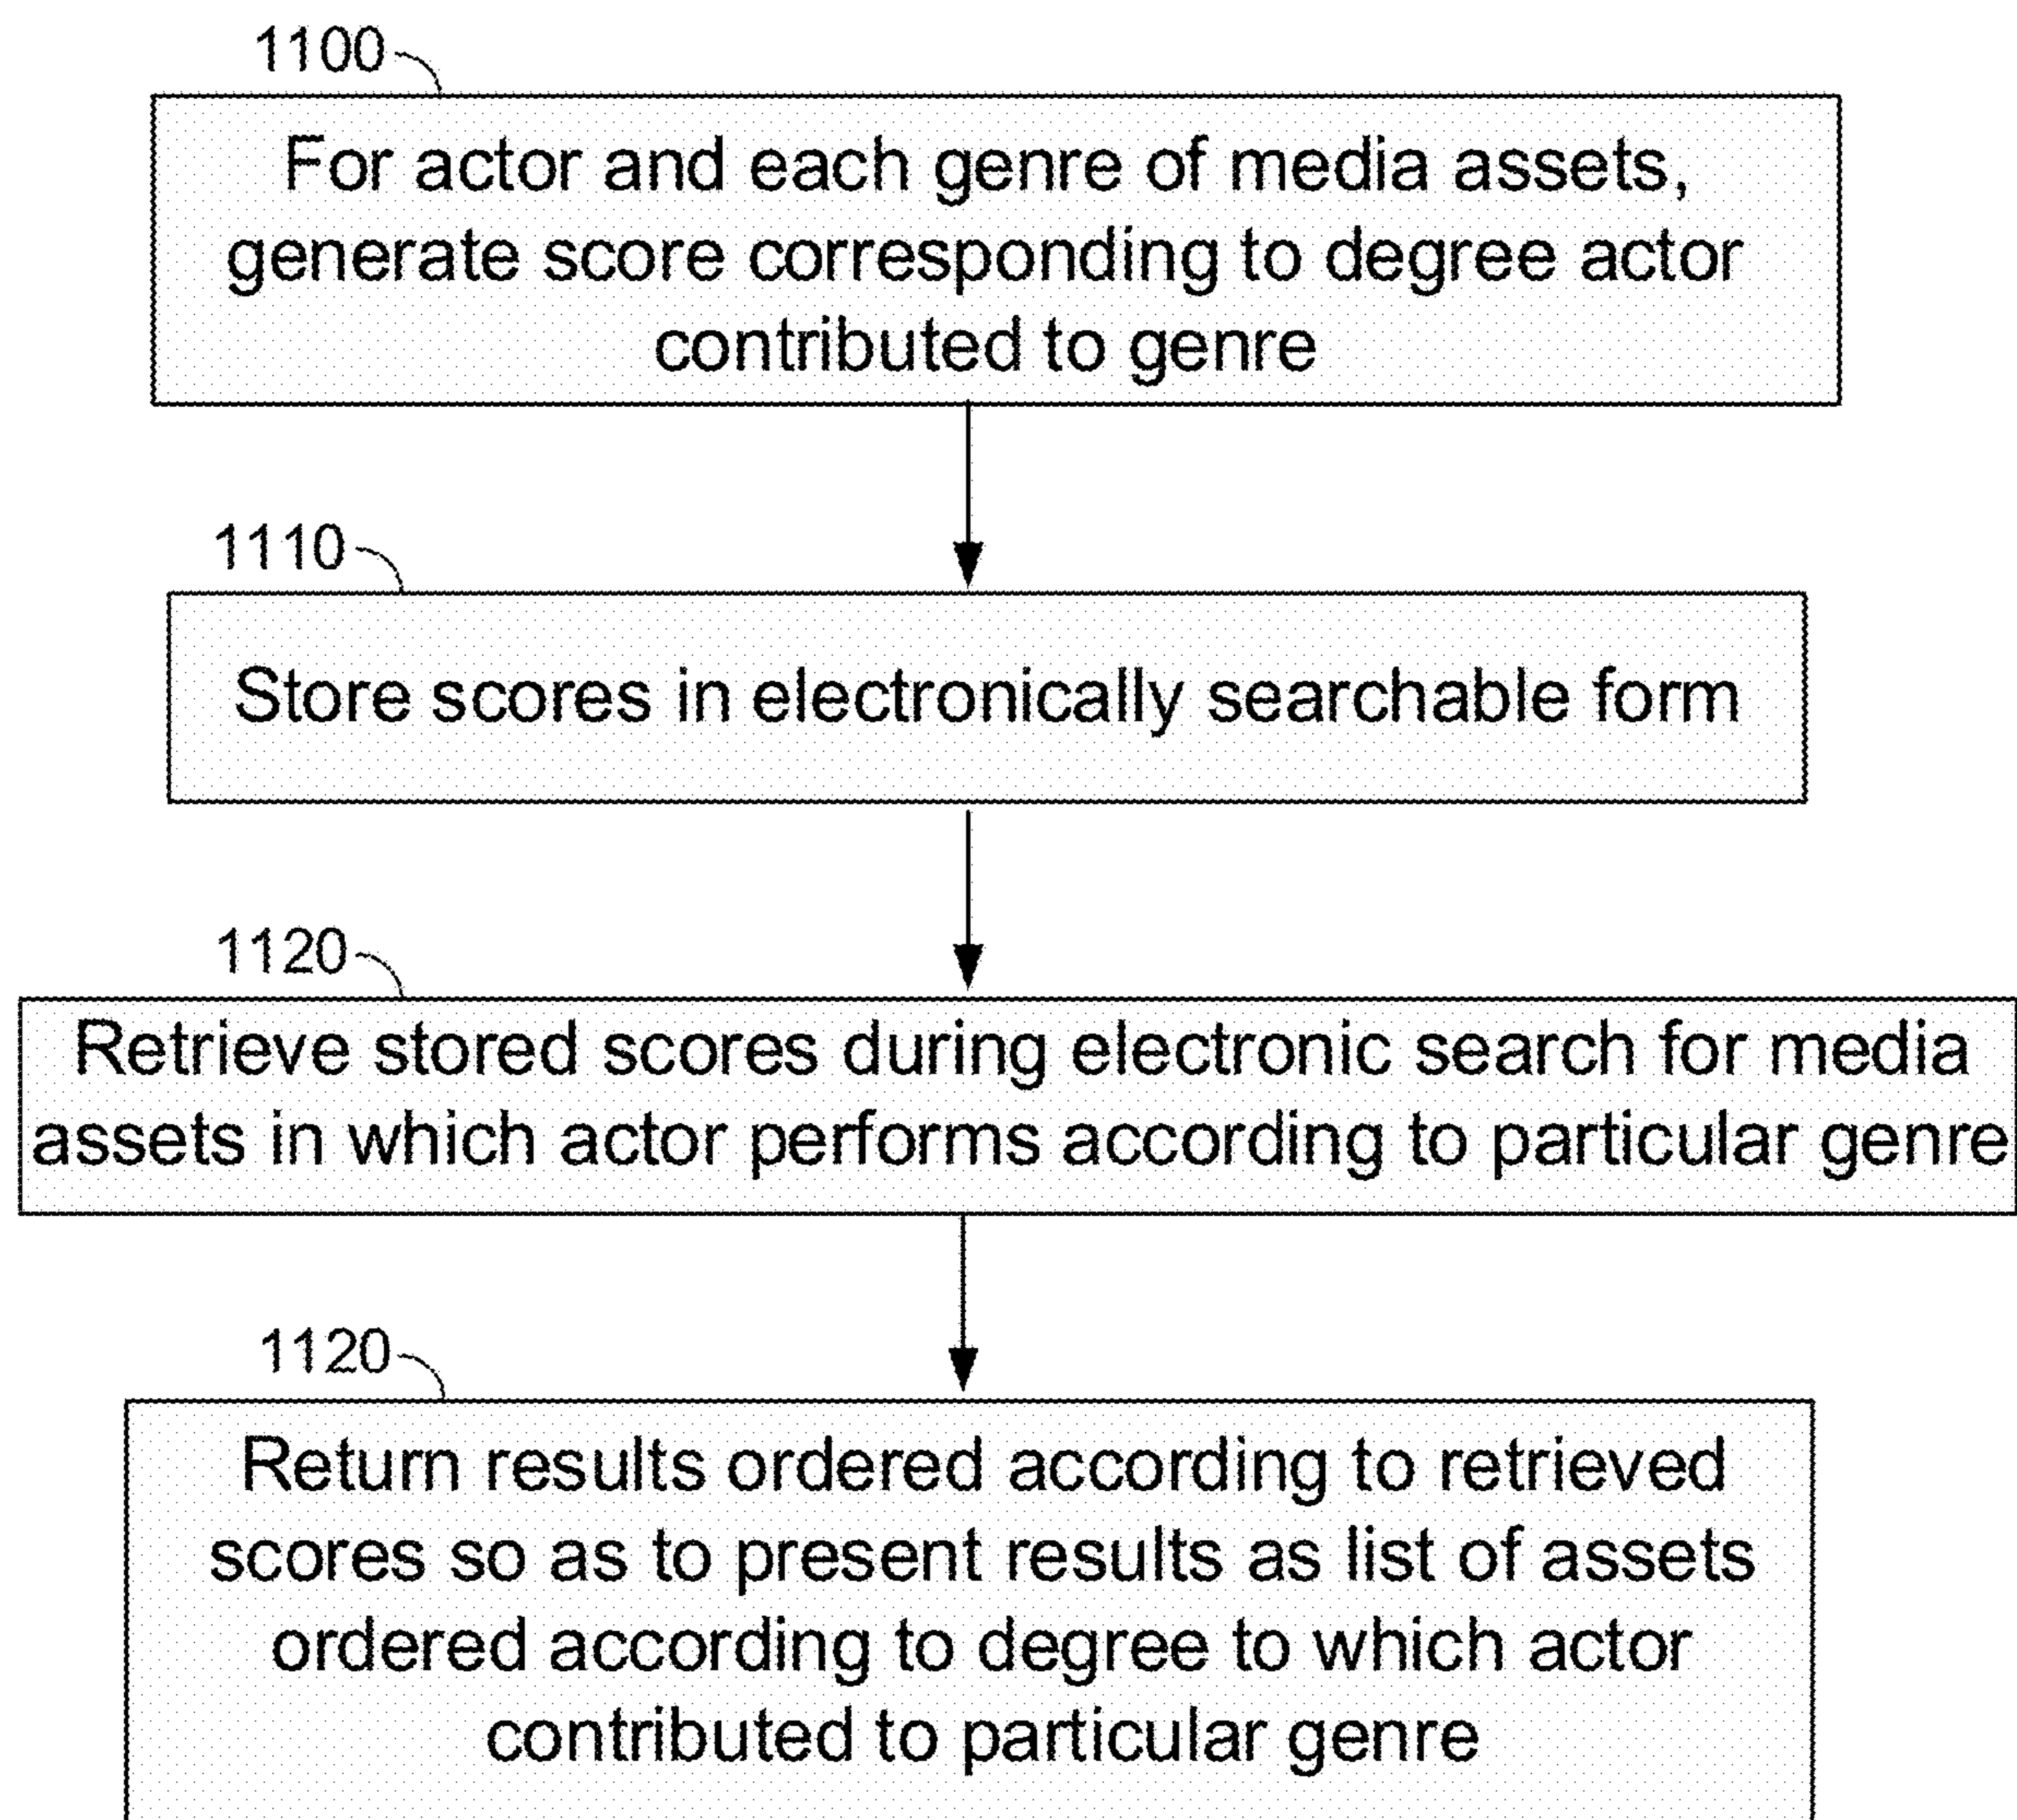 1100
For actor and each genre of media assets,
generate score corresponding to degree actor
contributed to genre
1110
Store scores in electronically searchable form
1120
Retrieve stored scores during electronic search for media
assets in which actor performs according to particular genre
1120
Return results ordered according to retrieved
scores so as to present results as list of assets
ordered according to degree to which actor
contributed to particular genre